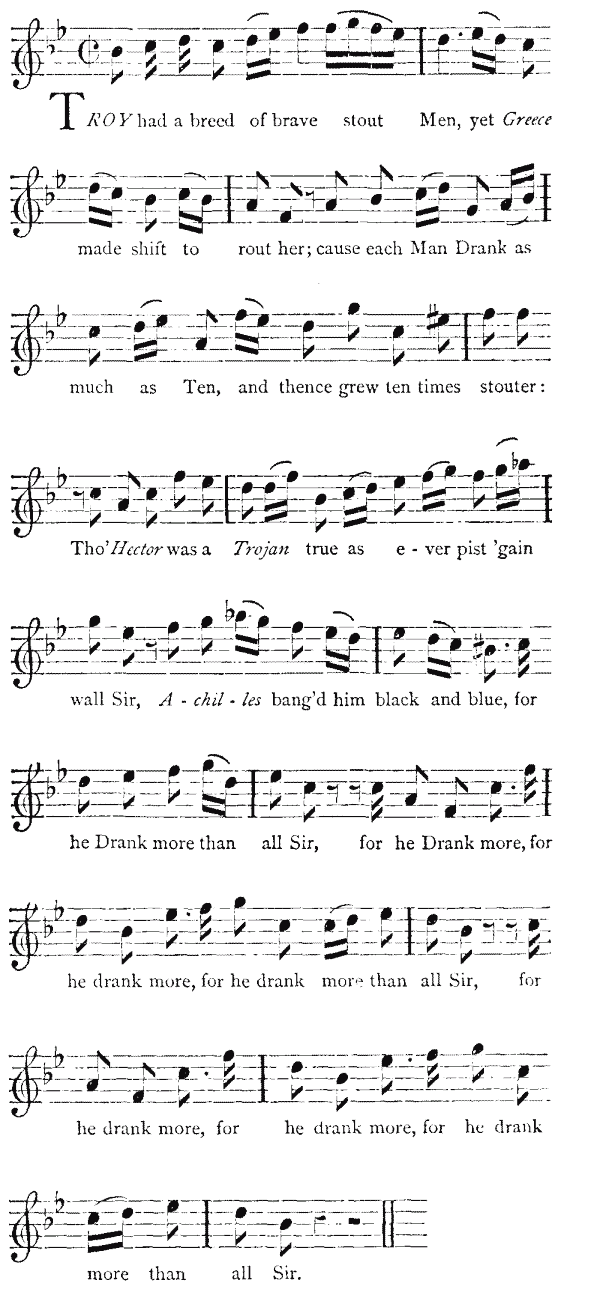 TROY had a breed of brave stout Men, yet Greece
made shift to rout her; cause each Man Drank as
much as Ten, and thence grew ten times stouter:
Tho' Hector was a Trojan true as e - ver pist 'gain
wall Sir, A - chil - les bang'd him black and blue, for
he Drank more than all Sir, for he Drank more, for
he drank more, for he drank more than all Sir, for
he drank more, for he drank more, for he drank
more than all Sir.